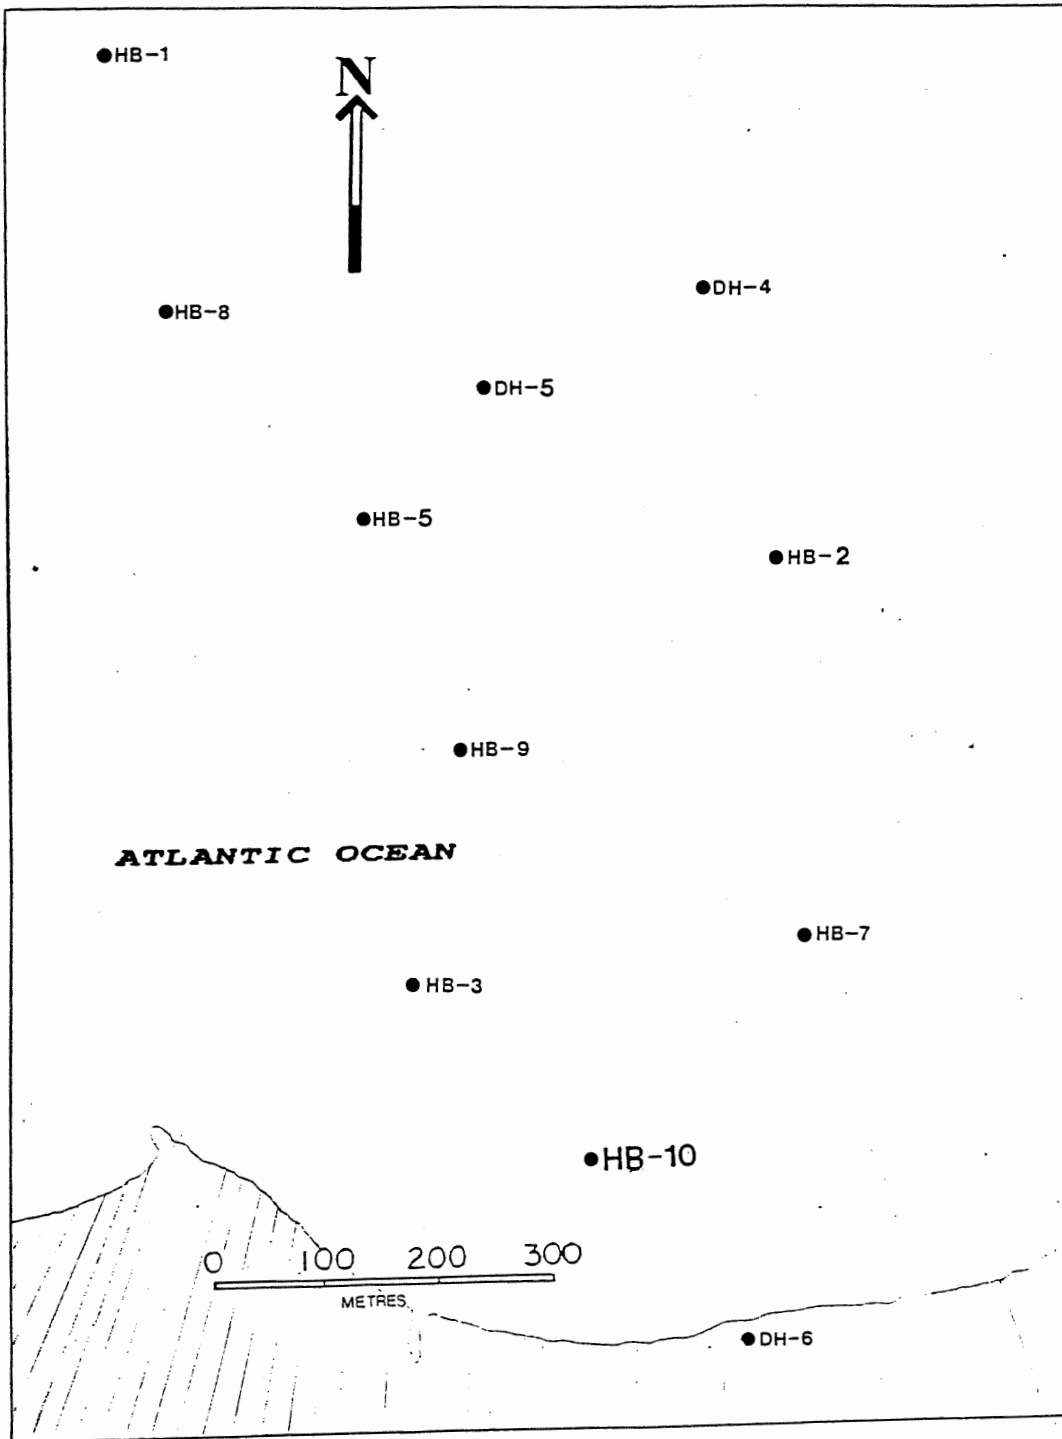 HB-1
N
DH-4
HB-8
DH-5
HB-5
HB-2
HB-9
ATLANTIC OCEAN
HB-7
HB-3
HB-10
0 100 200 300
METRES
DH-6